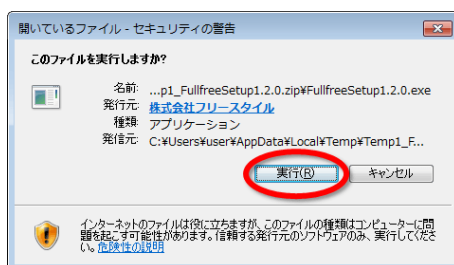 開いているファイル - セキュリティの警告
このファイルを実行しますか?
名前: ...p1_FullfreeSetup1.2.0.zip¥FullfreeSetup1.2.0.exe
発行元: 株式会社フリースタイル
種類: アプリケーション
発信元: C:¥Users¥user¥AppData¥Local¥Temp¥Temp1_F...
実行(R) キャンセル
インターネットのファイルは役に立ちますが、このファイルの種類はコンピューターに問
題を起こす可能性があります。信頼する発行元のソフトウェアのみ、実行してくださ
い。危険性の説明